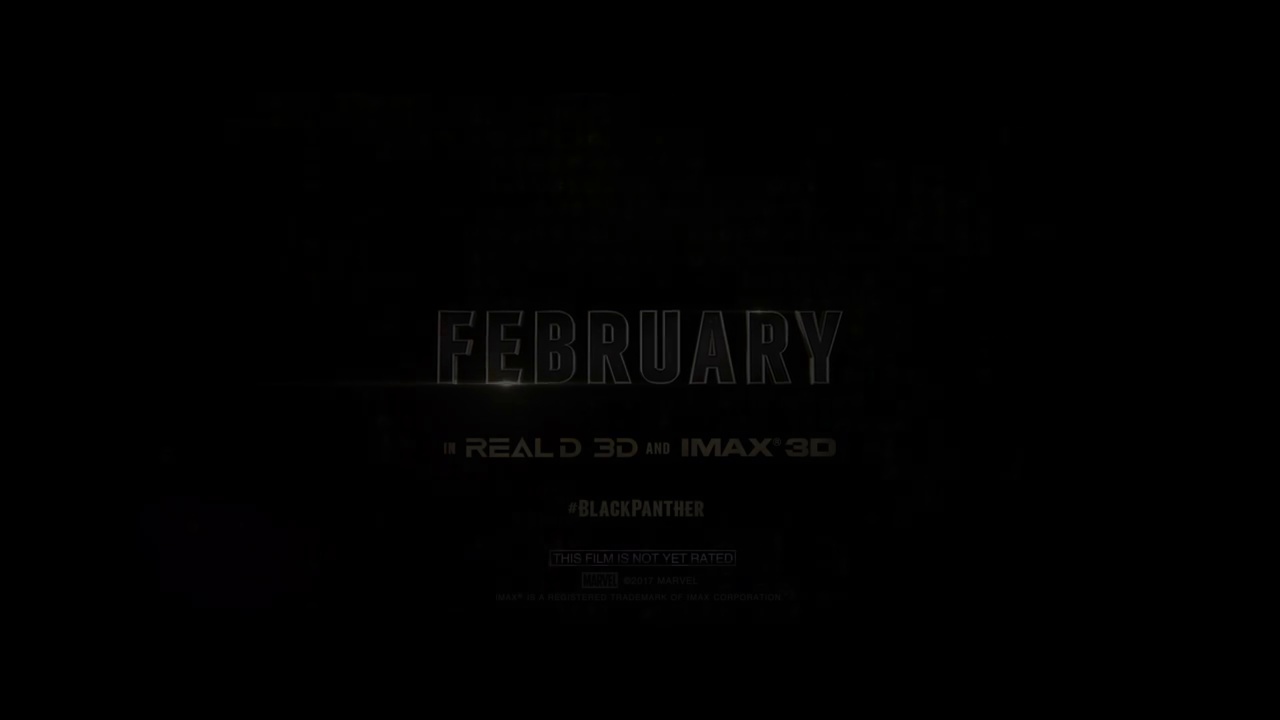 FEBRUARY
IN REALD 3D AND IMAX® 3D
#BLACKPANTHER
THIS FILM IS NOT YET RATED
MARVEL ©2017 MARVEL
IMAX® IS A REGISTERED TRADEMARK OF IMAX CORPORATION.